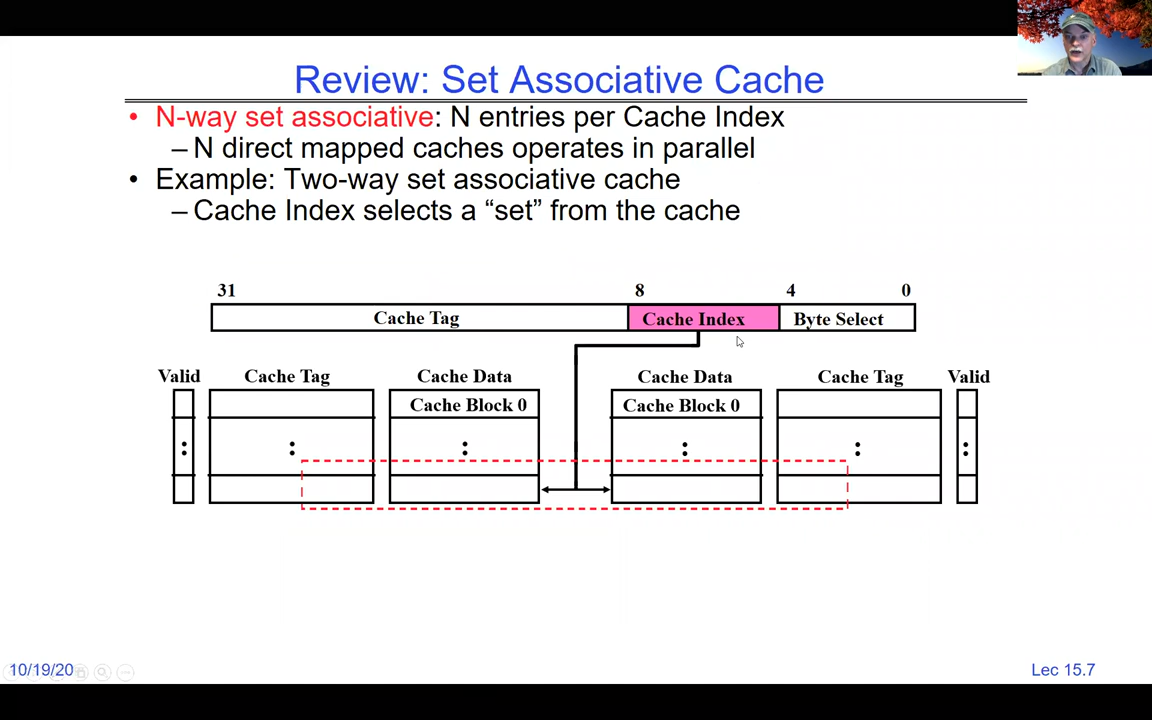 Review: Set Associative Cache
• N-way set associative: N entries per Cache Index
– N direct mapped caches operates in parallel
• Example: Two-way set associative cache
– Cache Index selects a “set” from the cache
31 8 4 0
Cache Tag Cache Index Byte Select
Valid Cache Tag Cache Data Cache Data Cache Tag Valid
Cache Block 0 Cache Block 0
: : : : : :
10/19/20 Lec 15.7